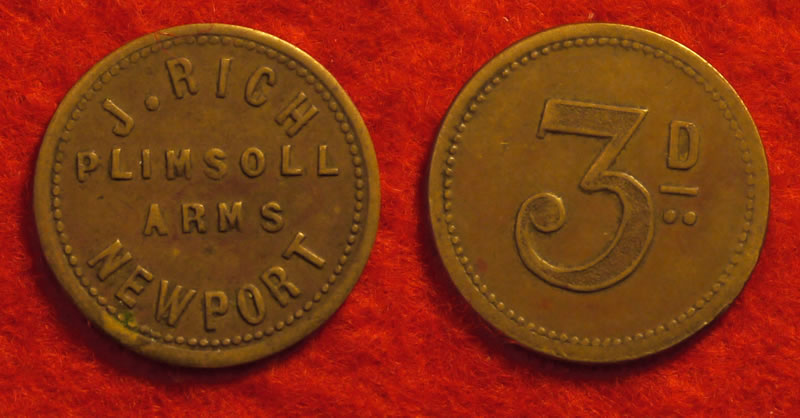 J. RICH
PLIMSOLL
ARMS
NEWPORT
3D